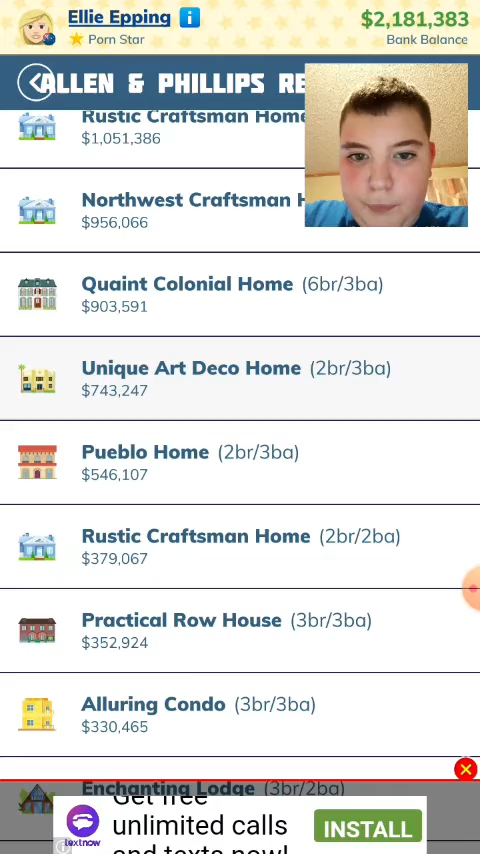 Ellie Epping i
$2,181,383
Porn Star
Bank Balance
ALLEN & PHILLIPS RE
Rustic Craftsman Home
$1,051,386
Northwest Craftsman H
$956,066
Quaint Colonial Home (6br/3ba)
$903,591
Unique Art Deco Home (2br/3ba)
$743,247
Pueblo Home (2br/3ba)
$546,107
Rustic Craftsman Home (2br/2ba)
$379,067
Practical Row House (3br/3ba)
$352,924
Alluring Condo (3br/3ba)
$330,465
Enchanting Lodge (3br/2ba)
Get free
unlimited calls
and texts now!
textnow
INSTALL